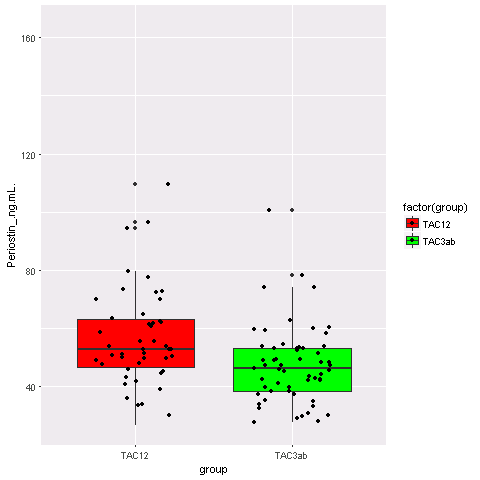 160
120
80
40
Periostin_ng.mL.
TAC12
TAC3ab
group
factor(group)
TAC12
TAC3ab